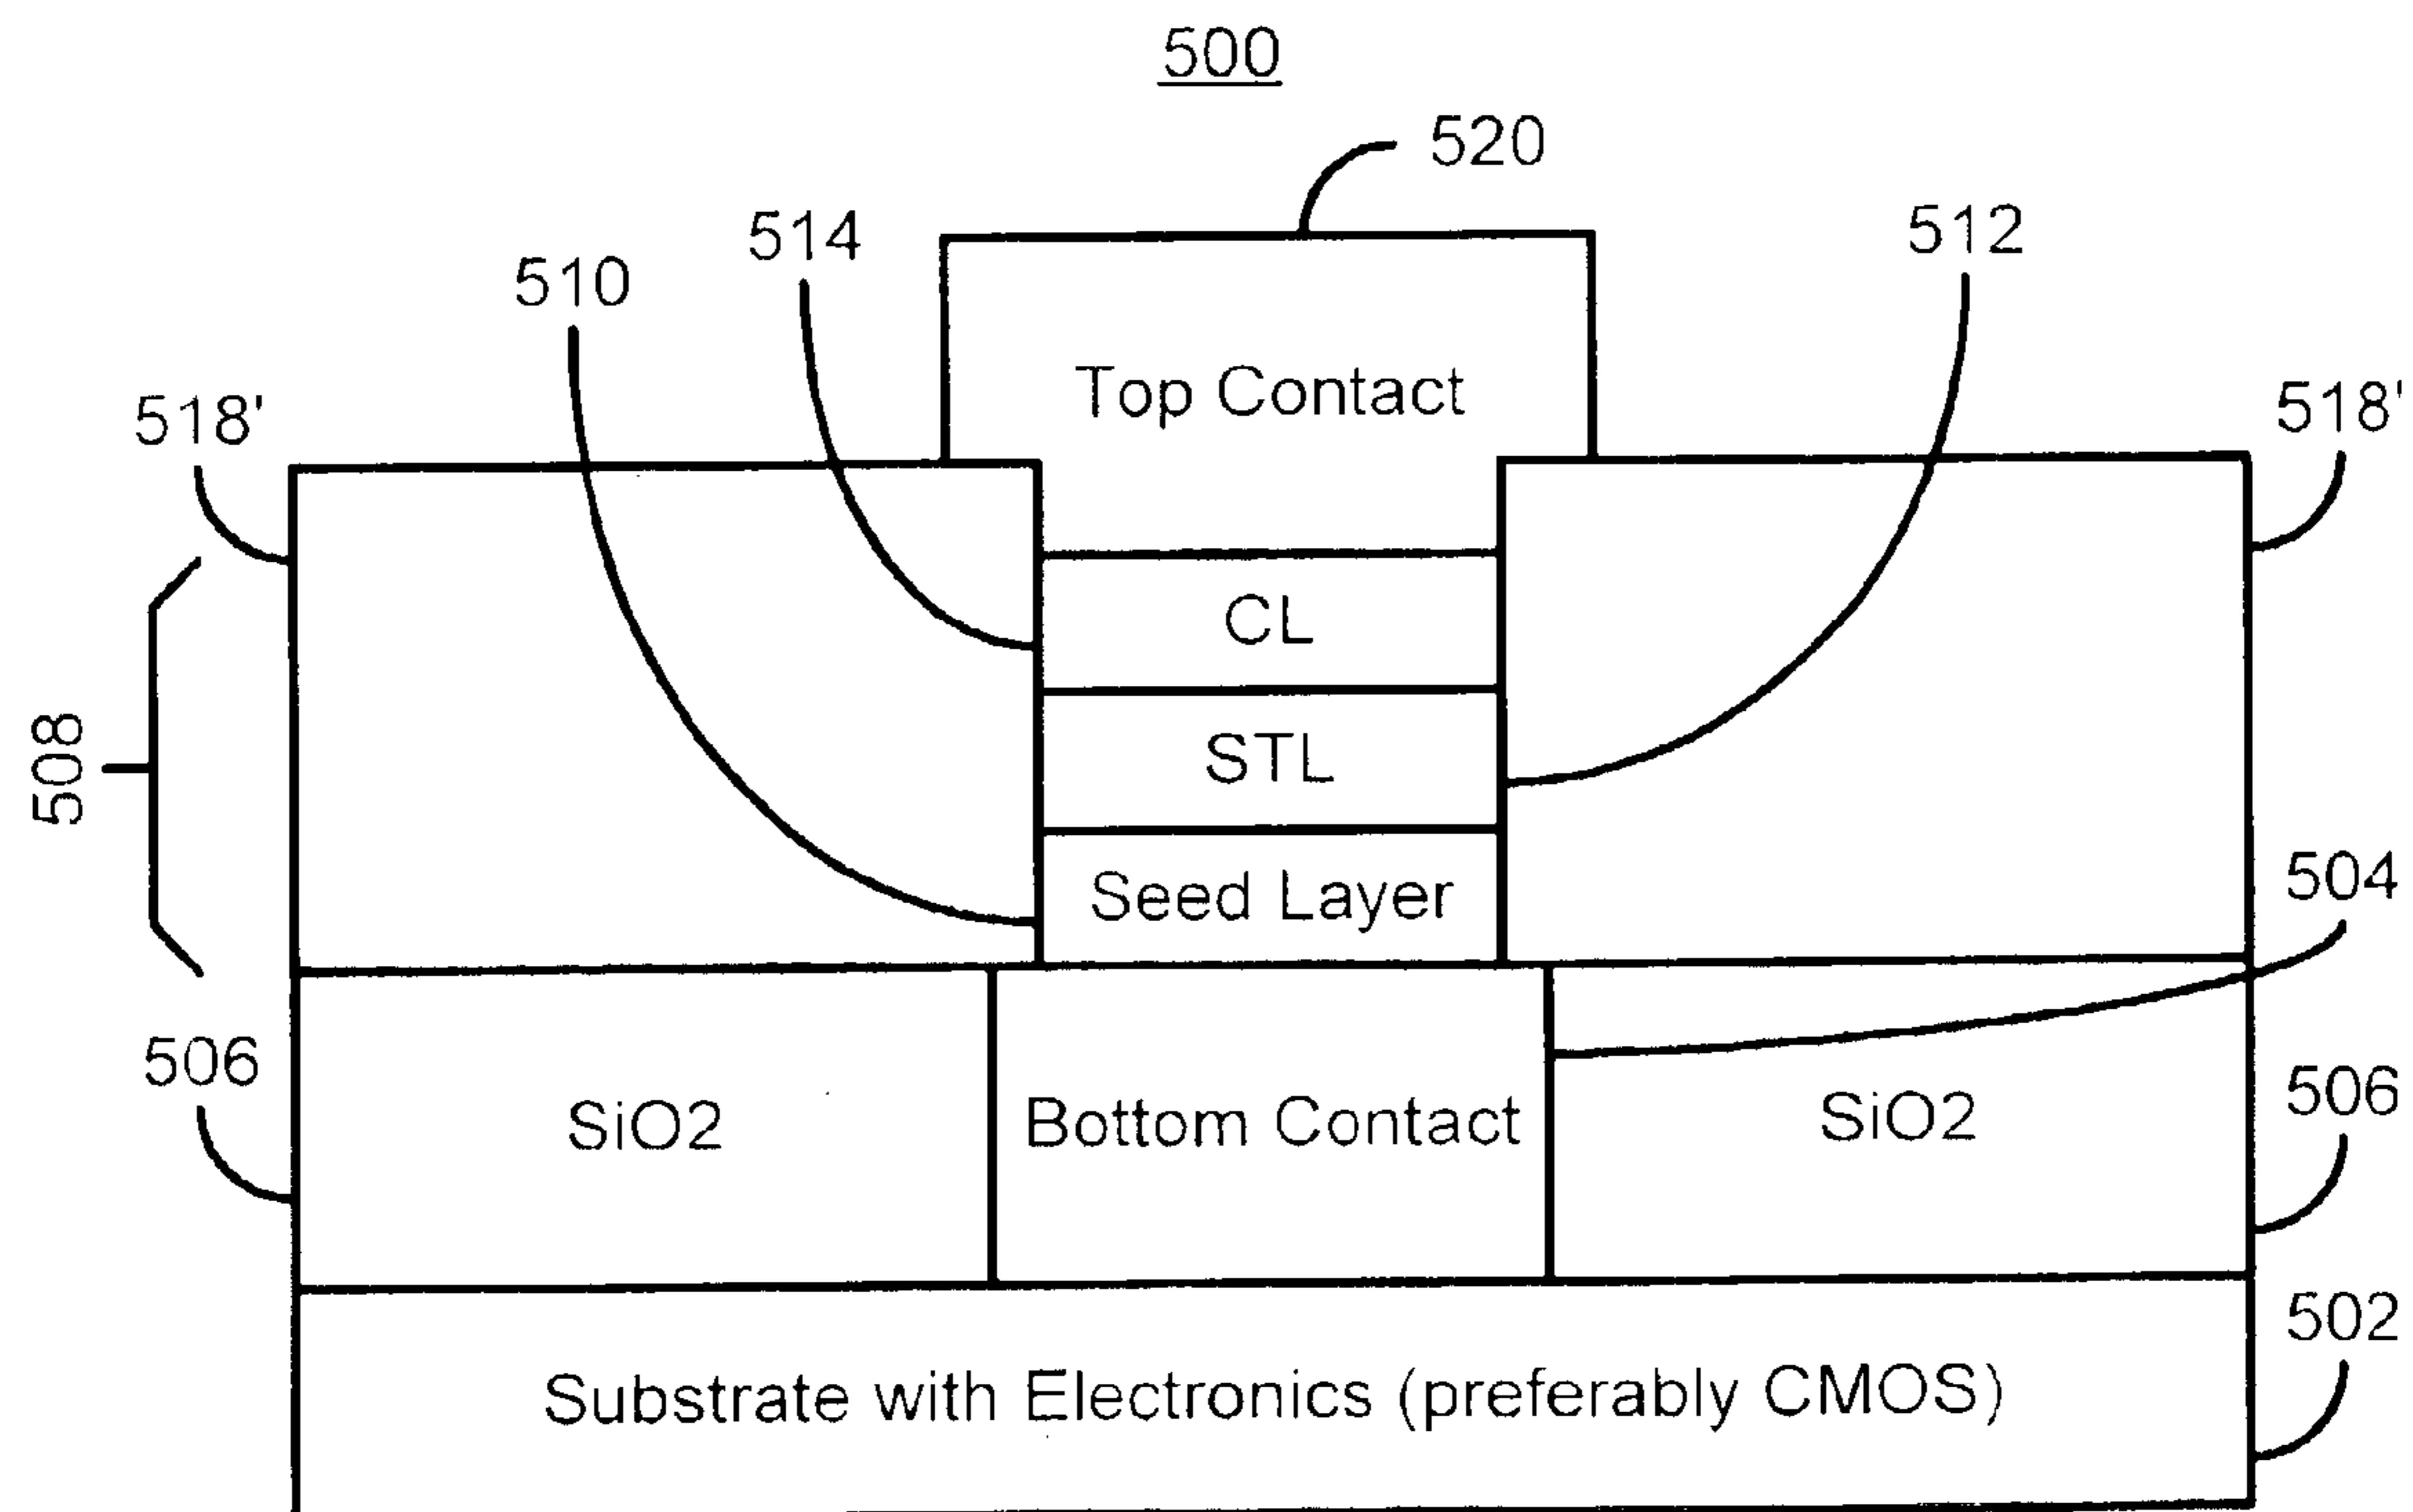 500
520
514
512
510
Top Contact
518'
518'
CL
508
STL
504
Seed Layer
506
506
SiO2
Bottom Contact
SiO2
502
Substrate with Electronics (preferably CMOS)